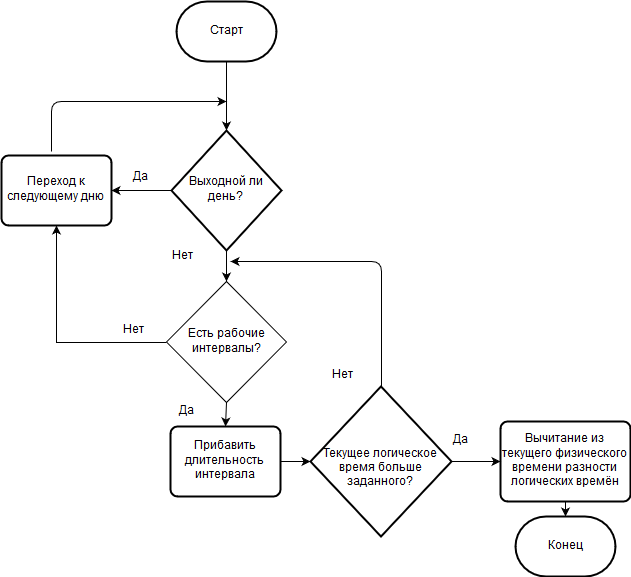 Старт
Переход к
следующему дню
Да
Выходной ли
день?
Нет
Есть рабочие
интервалы?
Нет
Нет
Да
Прибавить
длительность
интервала
Текущее логическое
время больше
заданного?
Да
Вычитание из
текущего физического
времени разности
логических времён
Конец